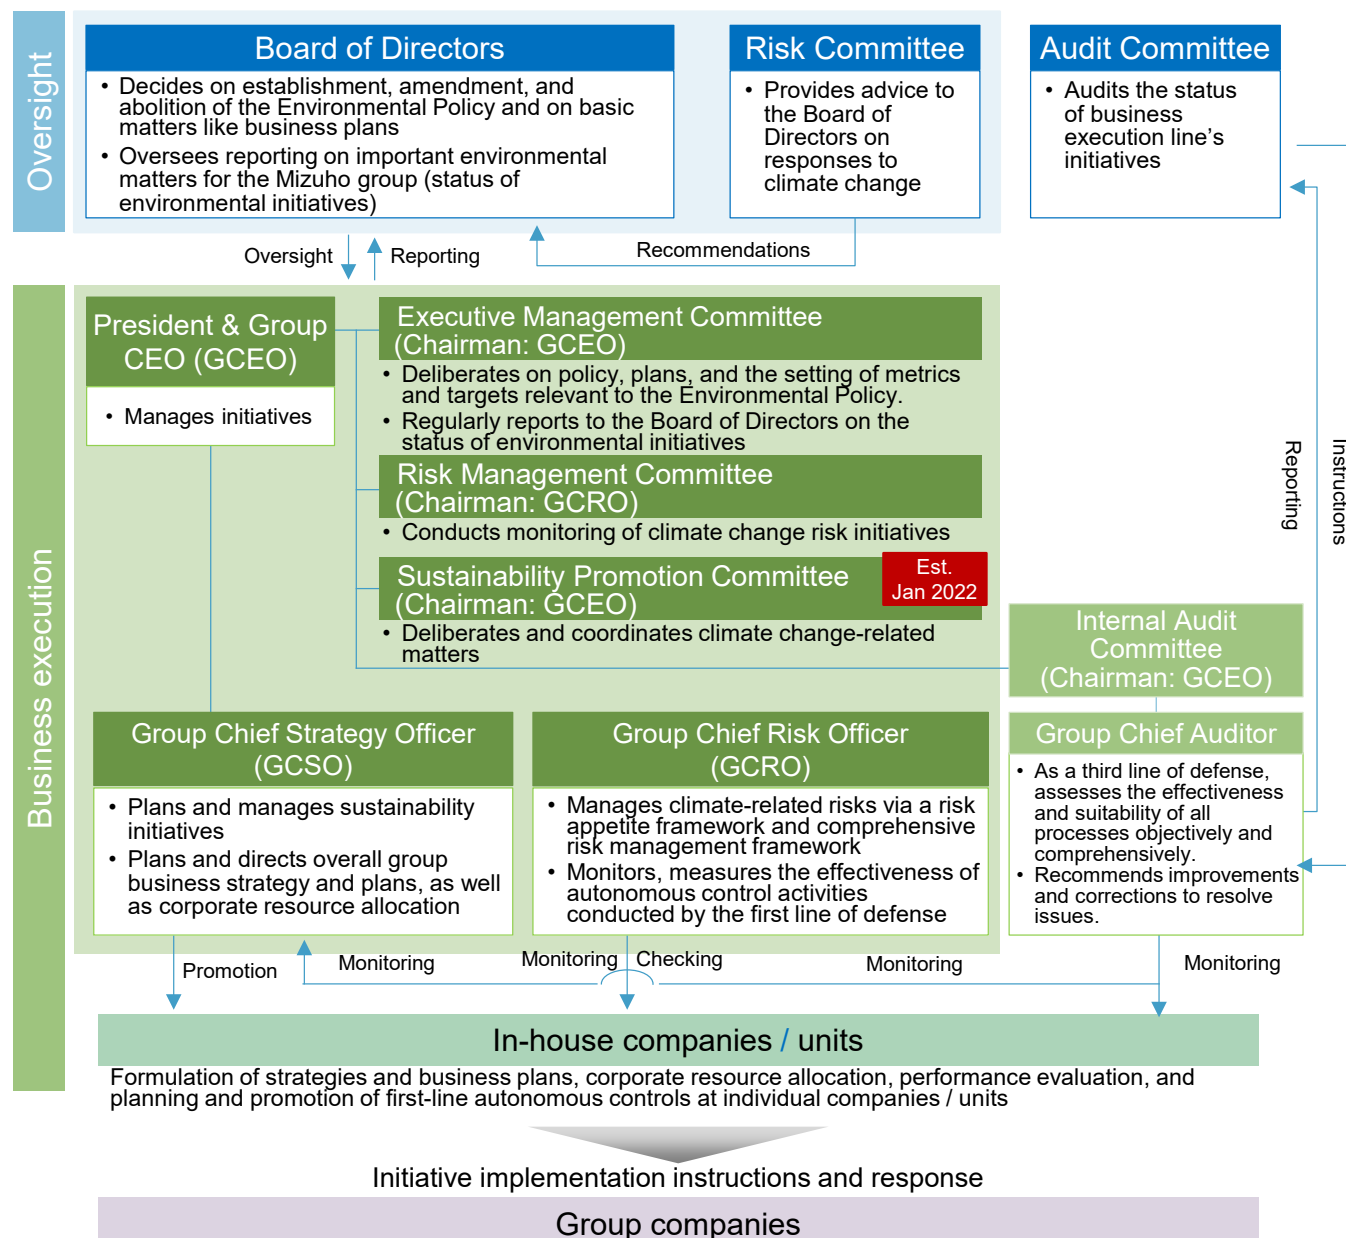 Oversight
Board of Directors
• Decides on establishment, amendment, and
abolition of the Environmental Policy and on basic
matters like business plans
• Oversees reporting on important environmental
matters for the Mizuho group (status of
environmental initiatives)
Risk Committee
• Provides advice to
the Board of
Directors on
responses to
climate change
Audit Committee
• Audits the status
of business
execution line's
initiatives
Oversight
Reporting
Recommendations
Business execution
President & Group
CEO (GCEO)
• Manages initiatives
Executive Management Committee
(Chairman: GCEO)
• Deliberates on policy, plans, and the setting of metrics
and targets relevant to the Environmental Policy.
• Regularly reports to the Board of Directors on the
status of environmental initiatives
Risk Management Committee
(Chairman: GCRO)
• Conducts monitoring of climate change risk initiatives
Sustainability Promotion Committee
(Chairman: GCEO)
Est.
Jan 2022
• Deliberates and coordinates climate change-related
matters
Reporting
Instructions
Internal Audit
Committee
(Chairman: GCEO)
Group Chief Strategy Officer
(GCSO)
• Plans and manages sustainability
initiatives
• Plans and directs overall group
business strategy and plans, as well
as corporate resource allocation
Group Chief Risk Officer
(GCRO)
• Manages climate-related risks via a risk
appetite framework and comprehensive
risk management framework
• Monitors, measures the effectiveness of
autonomous control activities
conducted by the first line of defense
Group Chief Auditor
• As a third line of defense,
assesses the effectiveness
and suitability of all
processes objectively and
comprehensively.
• Recommends improvements
and corrections to resolve
issues.
Promotion
Monitoring
Monitoring
Checking
Monitoring
Monitoring
In-house companies / units
Formulation of strategies and business plans, corporate resource allocation, performance evaluation, and
planning and promotion of first-line autonomous controls at individual companies / units
Initiative implementation instructions and response
Group companies